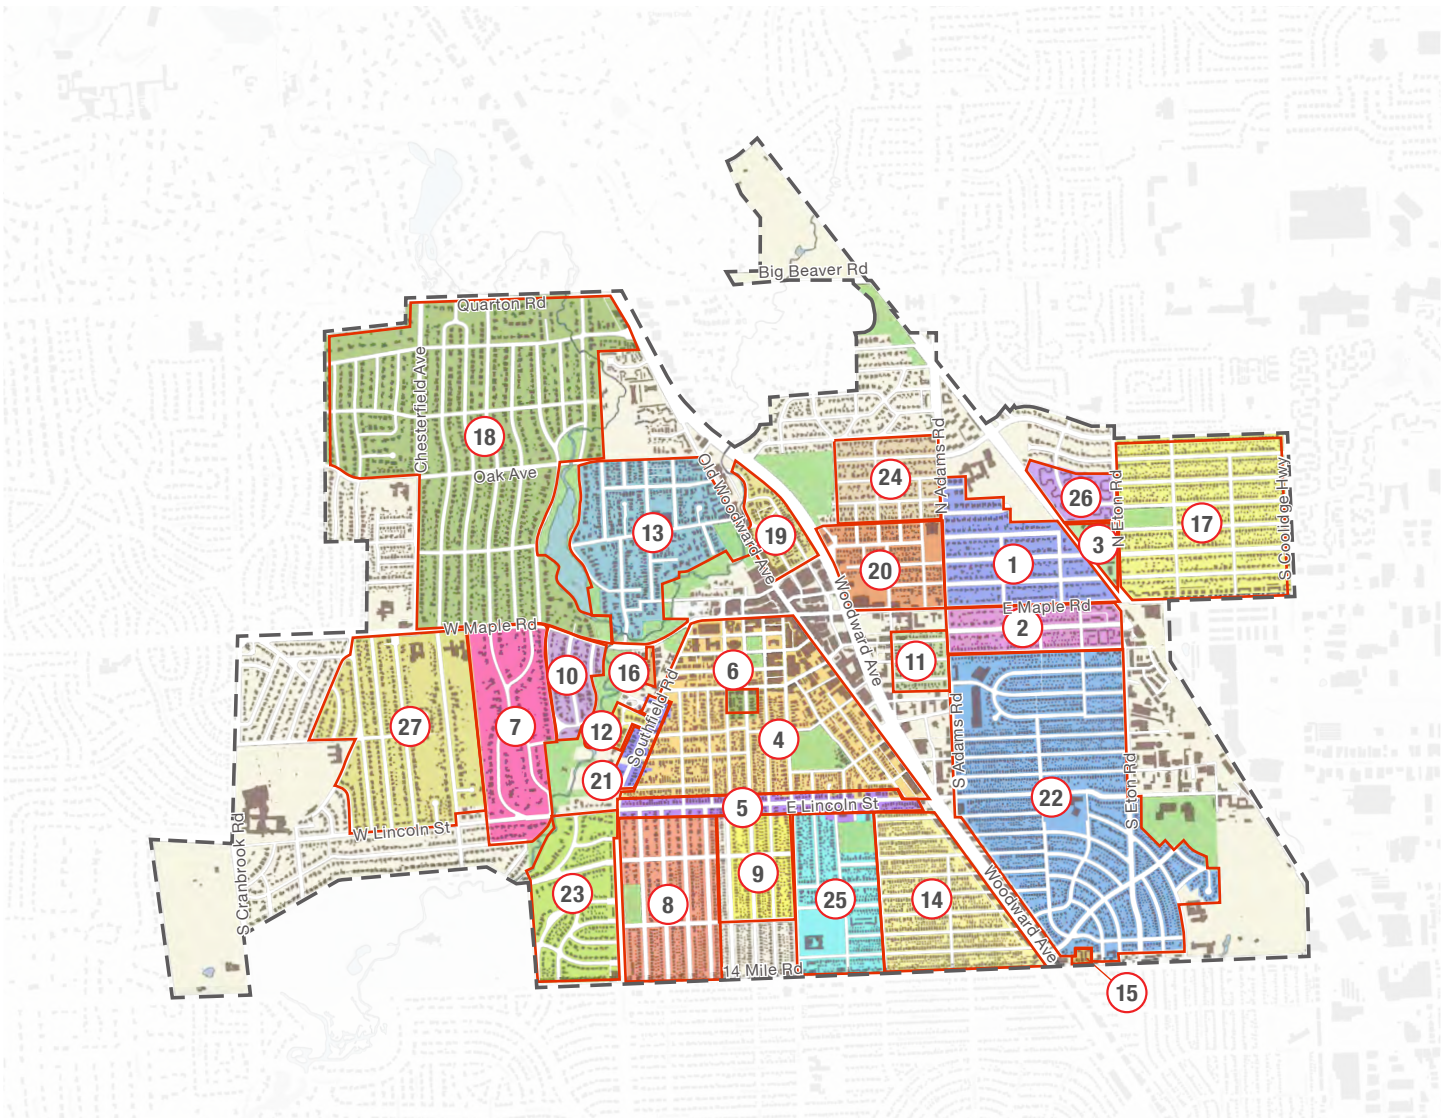 Big Beaver Rd
Quarton Rd
Chesterfield Ave
18
Oak Ave
Old Woodward Ave
N Adams Rd
24
26
N Eton Rd
17
S Coolidge Hwy
13
19
3
20
1
E Maple Rd
W Maple Rd
2
Woodward Ave
11
10
16
6
Southfield Rd
27
7
12
4
S Adams Rd
21
S Eton Rd
5
E Lincoln St
22
W Lincoln St
S Cranbrook Rd
23
8
9
25
14
Woodward Ave
14 Mile Rd
15